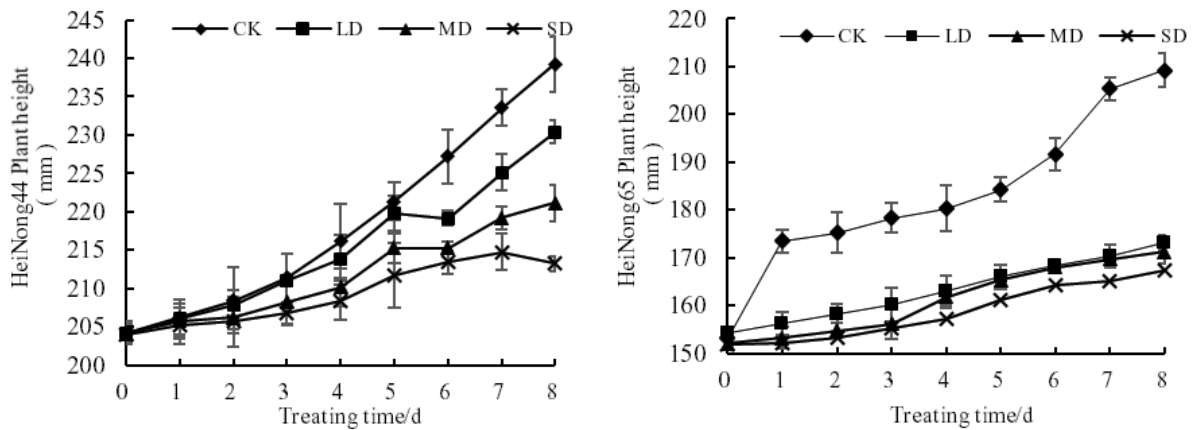 HeiNong44 Plant height
( mm )
245
240
235
230
225
220
215
210
205
200
CK LD MD SD
0 1 2 3 4 5 6 7 8
Treating time/d
HeiNong65 Plant height
( mm )
220
210
200
190
180
170
160
150
CK LD MD SD
0 1 2 3 4 5 6 7 8
Treating time/d